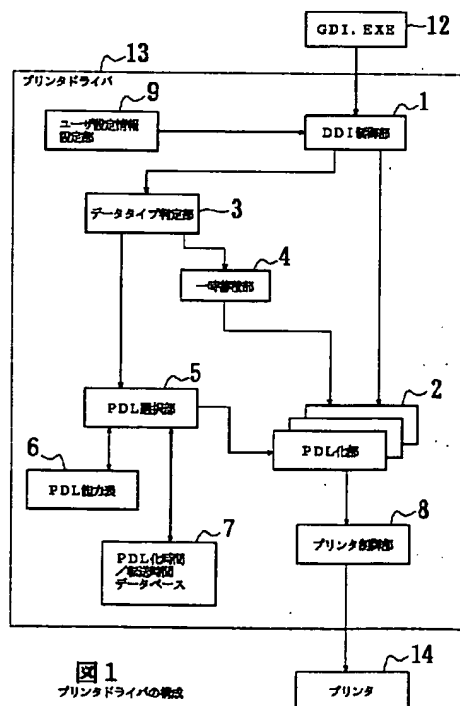 GDI.EXE
12
13
プリンタドライバ
9
ユーザ設定情報
設定部
1
DDI制御部
データタイプ判定部
3
4
一時蓄積部
5
PDL選択部
2
PDL化部
6
PDL能力表
7
PDL化時間
/転送時間
データベース
8
プリンタ制御部
図1
プリンタドライバの構成
14
プリンタ